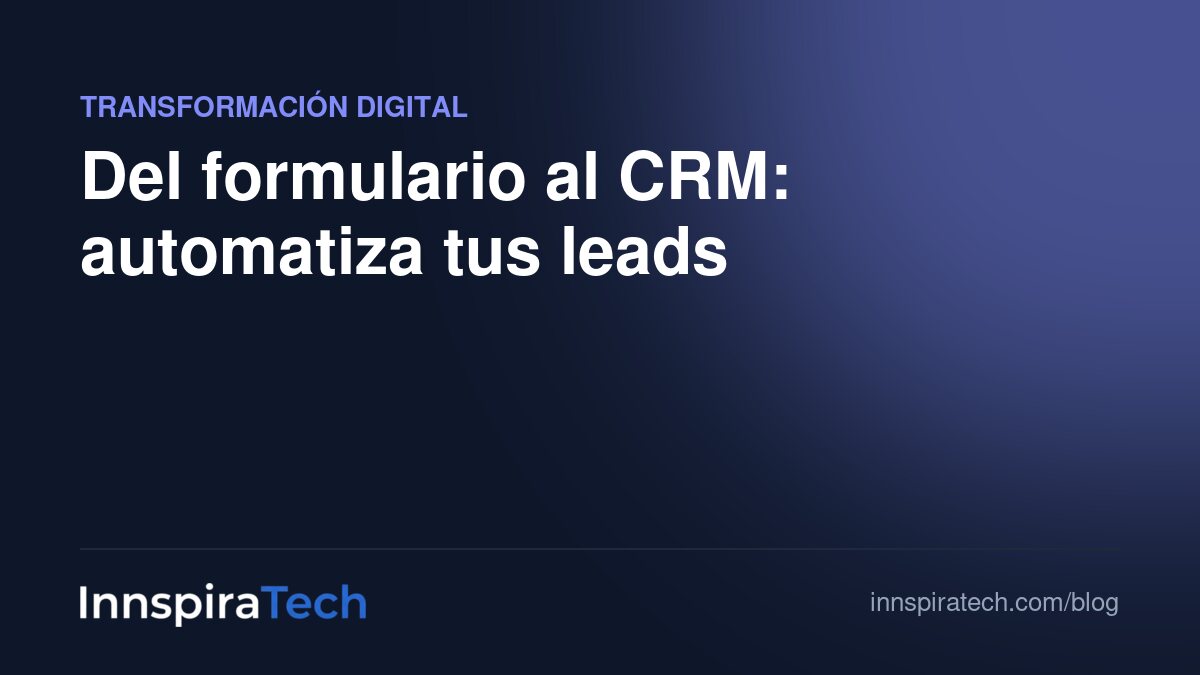 TRANSFORMACIÓN DIGITAL
Del formulario al CRM:
automatiza tus leads
InnspiraTech
innspiratech.com/blog